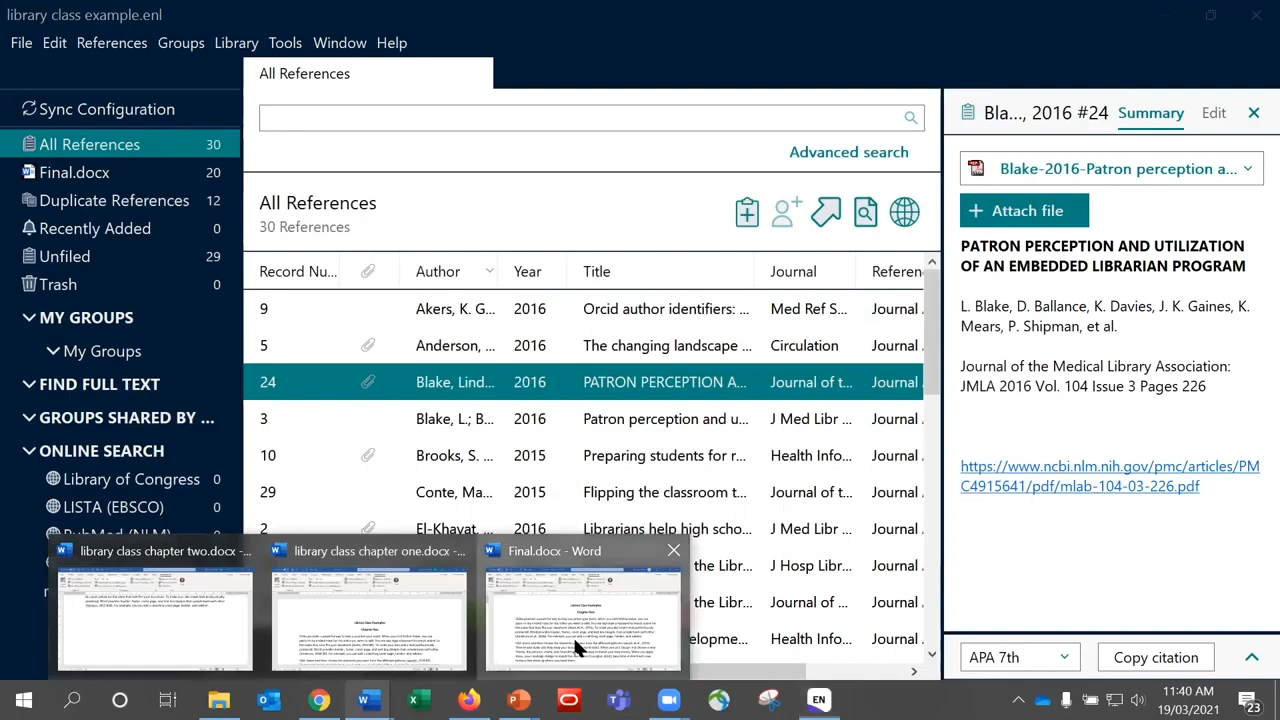 library class example.enl
File Edit References Groups Library Tools Window Help
All References
Sync Configuration
All References 30
Final.docx 20
Duplicate References 12
Recently Added 0
Unfiled 29
Trash 0
MY GROUPS
My Groups
FIND FULL TEXT
GROUPS SHARED BY ...
ONLINE SEARCH
Library of Congress 0
LISTA (EBSCO) 0
PubMed (NLM) 0
Advanced search
All References
30 References
Record Nu... Author Year Title Journal Referen
9 Akers, K. G... 2016 Orcid author identifiers: ... Med Ref S... Journal
5 Anderson, ... 2016 The changing landscape ... Circulation Journal
24 Blake, Lind... 2016 PATRON PERCEPTION A... Journal of t... Journal
3 Blake, L.; B... 2016 Patron perception and u... J Med Libr ... Journal
10 Brooks, S. ... 2015 Preparing students for r... Health Info... Journal
29 Conte, Ma... 2015 Flipping the classroom t... Journal of t... Journal
2 El-Khayat, ... 2016 Librarians help high scho... J Med Libr ... Journal
the Libr... J Hosp Libr... Journal
the Libr... Journal of ... Journal
elopme... Journal of t... Journal
Bla..., 2016 #24 Summary Edit
Blake-2016-Patron perception a...
+ Attach file
PATRON PERCEPTION AND UTILIZATION
OF AN EMBEDDED LIBRARIAN PROGRAM
L. Blake, D. Ballance, K. Davies, J. K. Gaines, K.
Mears, P. Shipman, et al.
Journal of the Medical Library Association:
JMLA 2016 Vol. 104 Issue 3 Pages 226
https://www.ncbi.nlm.nih.gov/pmc/articles/PM
C4915641/pdf/mlab-104-03-226.pdf
APA 7th Copy citation
library class chapter two.docx -... library class chapter one.docx -... Final.docx - Word
Library Class Examples
Chapter One
EN
11:40 AM
19/03/2021
23